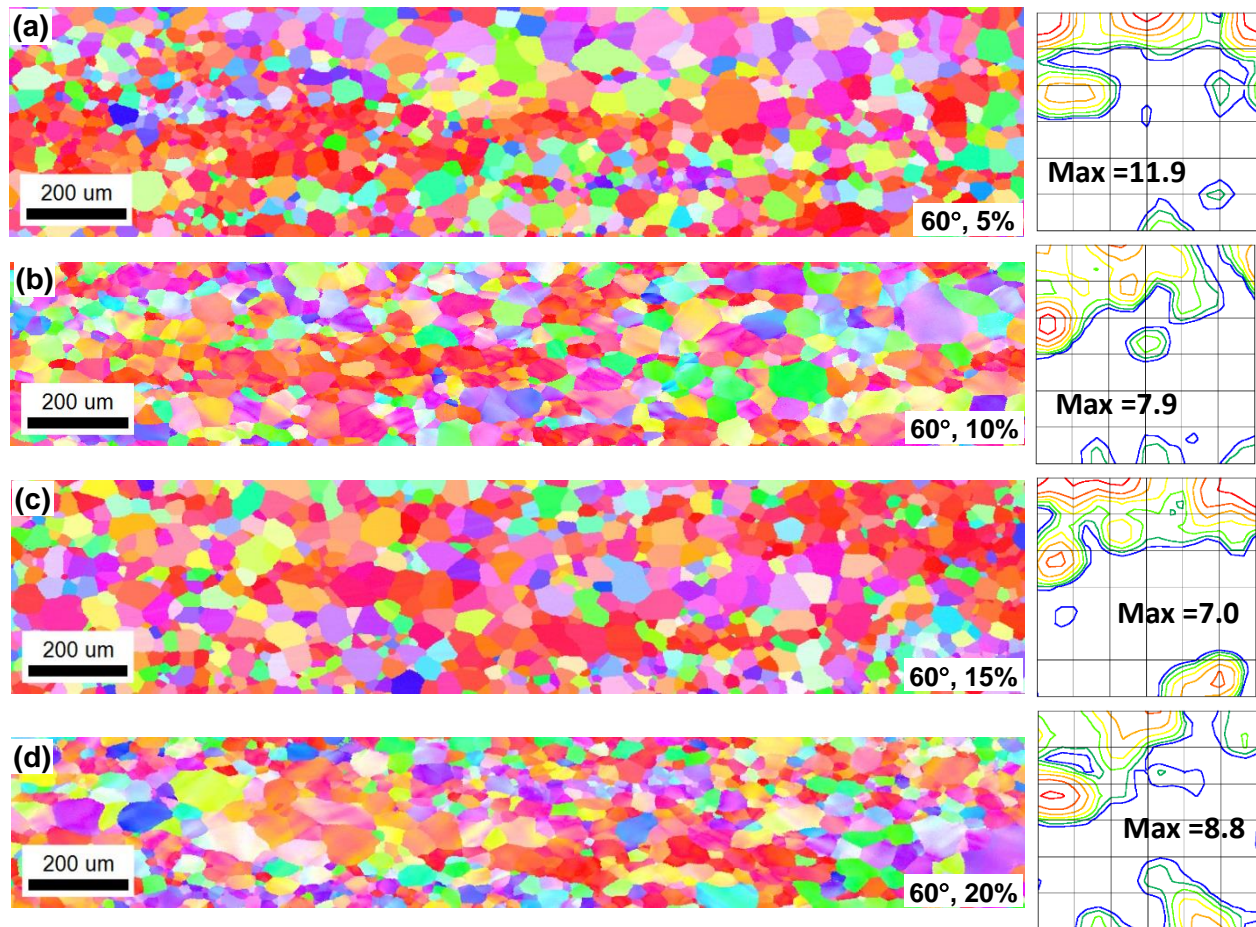 (a)
200 um
60°, 5%
Max =11.9
(b)
200 um
60°, 10%
Max =7.9
(c)
200 um
60°, 15%
Max =7.0
(d)
200 um
60°, 20%
Max =8.8